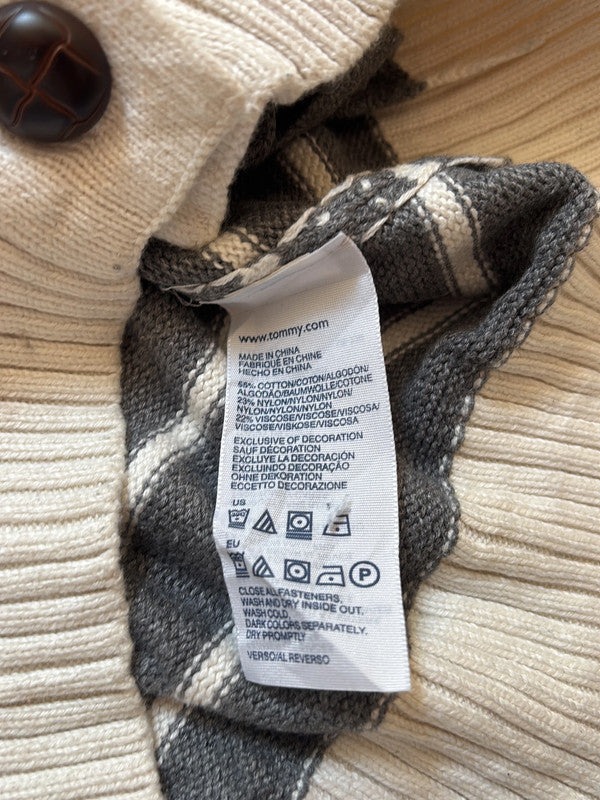 www.tommy.com
MADE IN CHINA
FABRIQUÉ EN CHINE
HECHO EN CHINA
55% COTTON/COTON/ALGODÓN/
ALGODÃO/BAUMWOLLE/COTONE
23% NYLON/NYLON/NYLON/
NYLON/NYLON/NYLON
22% VISCOSE/VISCOSE/VISCOSA/
VISCOSE/VISKOSE/VISCOSA
EXCLUSIVE OF DECORATION
SAUF DÉCORATION
EXCLUYE LA DECORACIÓN
EXCLUINDO DECORAÇÃO
OHNE DEKORATION
ECCETTO DECORAZIONE
US
EU
P
CLOSE ALL FASTENERS.
WASH AND DRY INSIDE OUT.
WASH COLD.
DARK COLORS SEPARATELY.
DRY PROMPTLY
VERSO/AL REVERSO